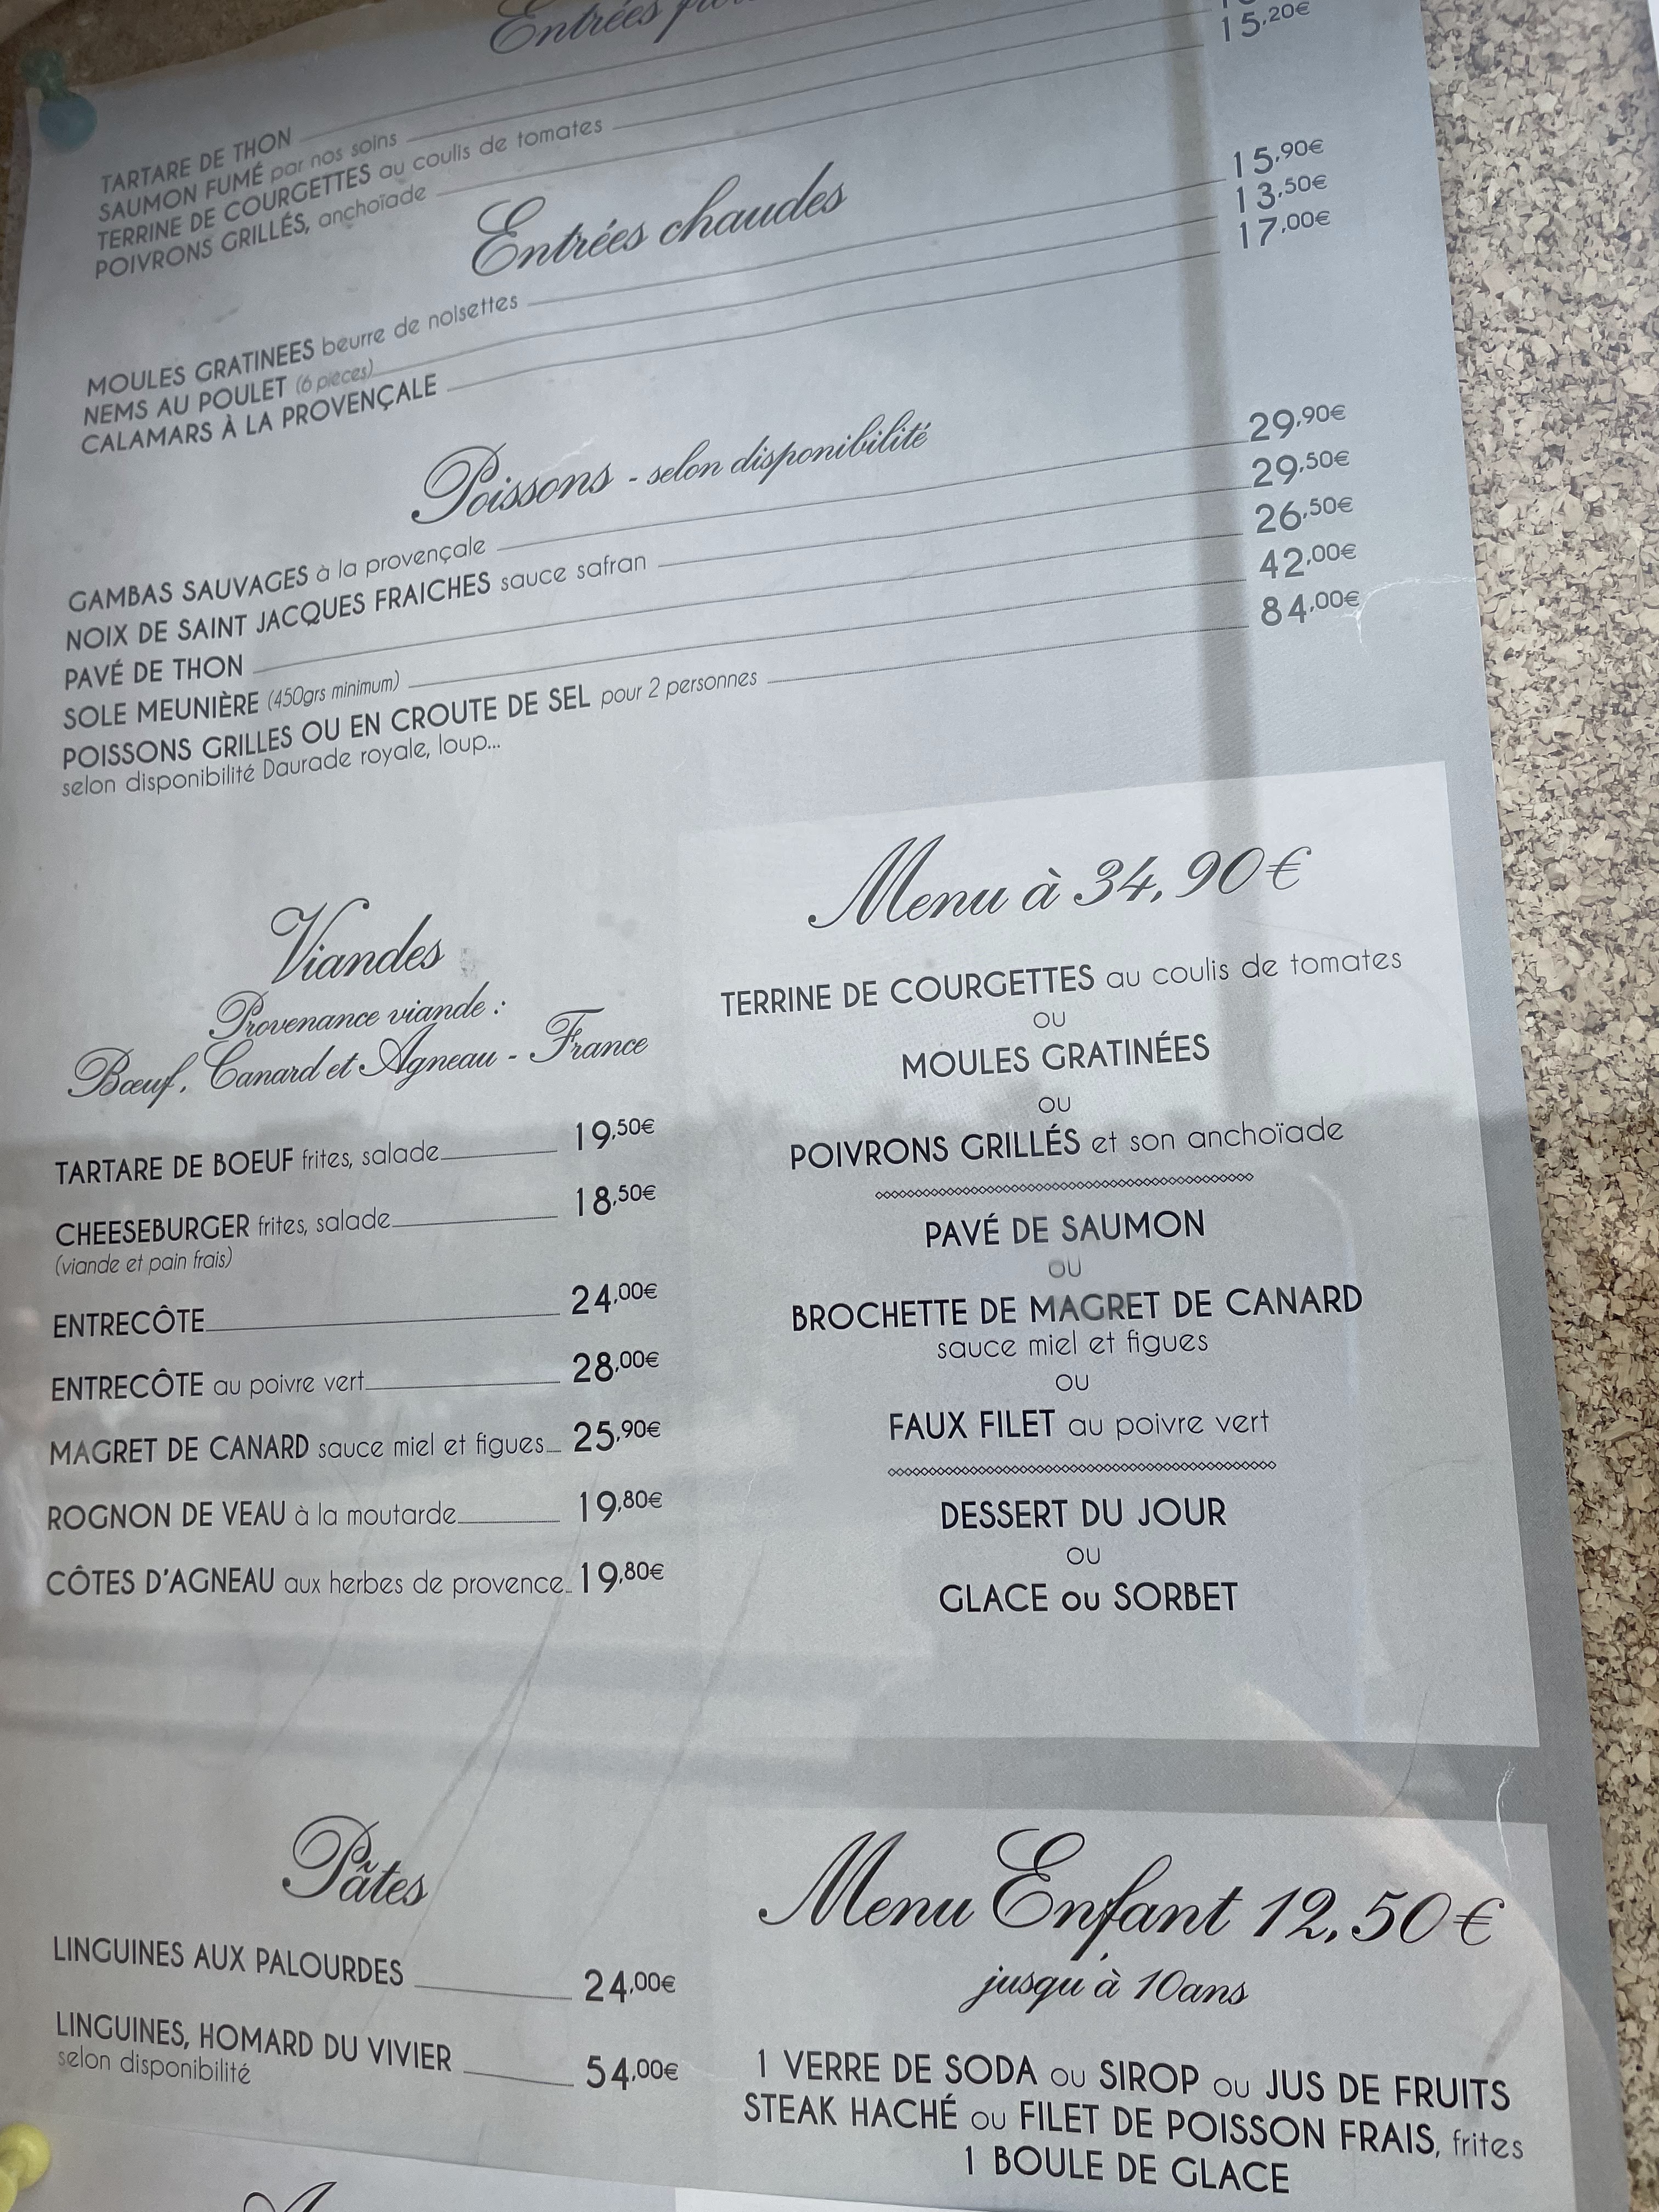 Entrées
15,20€
TARTARE DE THON
SAUMON FUMÉ par nos soins
TERRINE DE COURGETTES au coulis de tomates
POIVRONS GRILLÉS, anchoïade
Entrées chaudes
MOULES GRATINEES beurre de noisettes 15,90€
NEMS AU POULET (6 pièces) 13,50€
CALAMARS À LA PROVENÇALE 17,00€
Poissons - selon disponibilité
GAMBAS SAUVAGES à la provençale 29,90€
NOIX DE SAINT JACQUES FRAICHES sauce safran 29,50€
PAVÉ DE THON 26,50€
SOLE MEUNIÈRE (450grs minimum) 42,00€
POISSONS GRILLES OU EN CROUTE DE SEL pour 2 personnes 84,00€
selon disponibilité Daurade royale, loup...
Viandes
Provenance viande :
Bœuf, Canard et Agneau - France
TARTARE DE BOEUF frites, salade 19,50€
CHEESEBURGER frites, salade 18,50€
(viande et pain frais)
ENTRECÔTE 24,00€
ENTRECÔTE au poivre vert 28,00€
MAGRET DE CANARD sauce miel et figues 25,90€
ROGNON DE VEAU à la moutarde 19,80€
CÔTES D'AGNEAU aux herbes de provence 19,80€
Menu à 34,90€
TERRINE DE COURGETTES au coulis de tomates
OU
MOULES GRATINÉES
OU
POIVRONS GRILLÉS et son anchoïade
PAVÉ DE SAUMON
OU
BROCHETTE DE MAGRET DE CANARD
sauce miel et figues
OU
FAUX FILET au poivre vert
DESSERT DU JOUR
OU
GLACE ou SORBET
Pâtes
LINGUINES AUX PALOURDES 24,00€
LINGUINES, HOMARD DU VIVIER 54,00€
selon disponibilité
Menu Enfant 12,50€
jusqu'à 10ans
1 VERRE DE SODA OU SIROP OU JUS DE FRUITS
STEAK HACHÉ OU FILET DE POISSON FRAIS, frites
1 BOULE DE GLACE